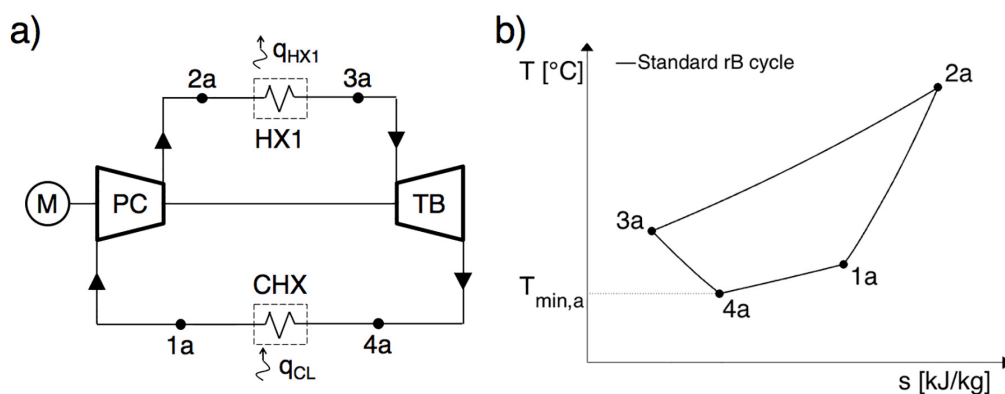 a)
q_HX1
2a
3a
HX1
M
PC
TB
CHX
1a
4a
q_CL
b)
T [°C]
—Standard rB cycle
2a
3a
1a
T_min,a
4a
s [kJ/kg]